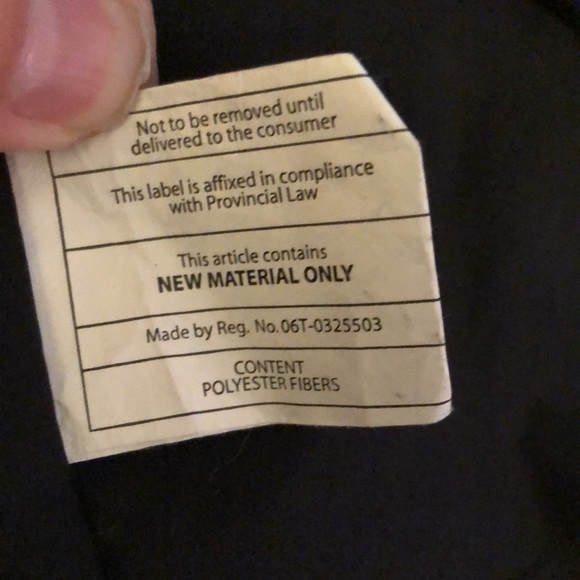 Not to be removed until
delivered to the consumer
This label is affixed in compliance
with Provincial Law
This article contains
NEW MATERIAL ONLY
Made by Reg. No. 06T-0325503
CONTENT
POLYESTER FIBERS